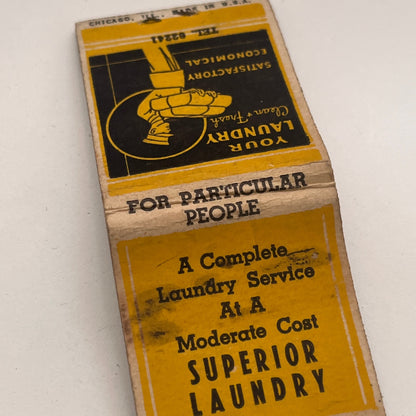 CHICAGO, ILL. MADE IN U.S.A.
TEL 82241
SATISFACTORY
ECONOMICAL
Clean & Fresh
YOUR
LAUNDRY
FOR PARTICULAR
PEOPLE
A Complete
Laundry Service
At A
Moderate Cost
SUPERIOR
LAUNDRY